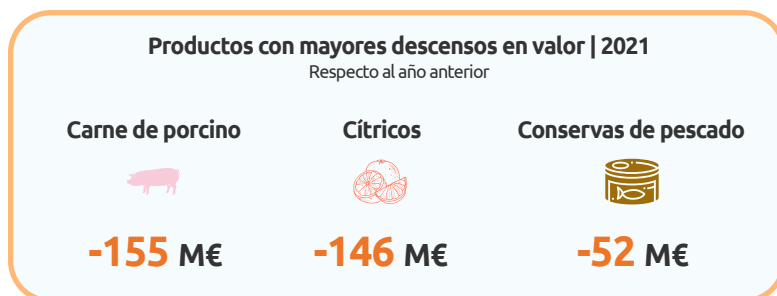 Productos con mayores descensos en valor | 2021
Respecto al año anterior
Carne de porcino
Cítricos
Conservas de pescado
-155 M€
-146 M€
-52 M€